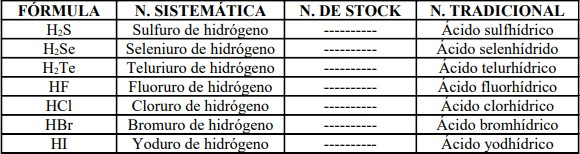 FÓRMULA N. SISTEMÁTICA N. DE STOCK N. TRADICIONAL
H₂S Sulfuro de hidrógeno ---------- Ácido sulfhídrico
H₂Se Seleniuro de hidrógeno ---------- Ácido selenhídrido
H₂Te Teluriuro de hidrógeno ---------- Ácido telurhídrico
HF Fluoruro de hidrógeno ---------- Ácido fluorhídrico
HCl Cloruro de hidrógeno ---------- Ácido clorhídrico
HBr Bromuro de hidrógeno ---------- Ácido bromhídrico
HI Yoduro de hidrógeno ---------- Ácido yodhídrico